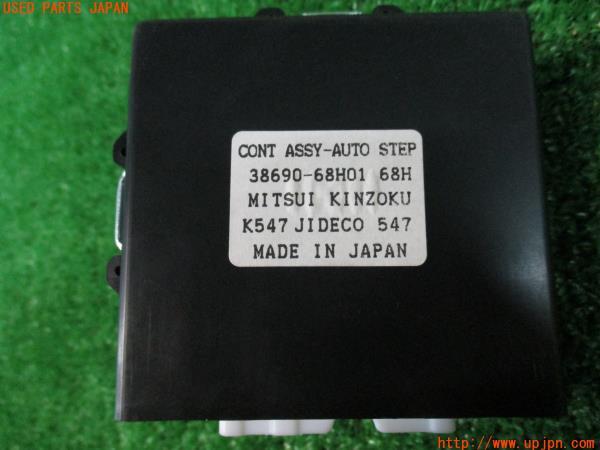 USED PARTS JAPAN
CONT ASSY-AUTO STEP
38690-68H01 68H
MITSUI KINZOKU
K547 JIDECO 547
MADE IN JAPAN
http://www.upjpn.com/